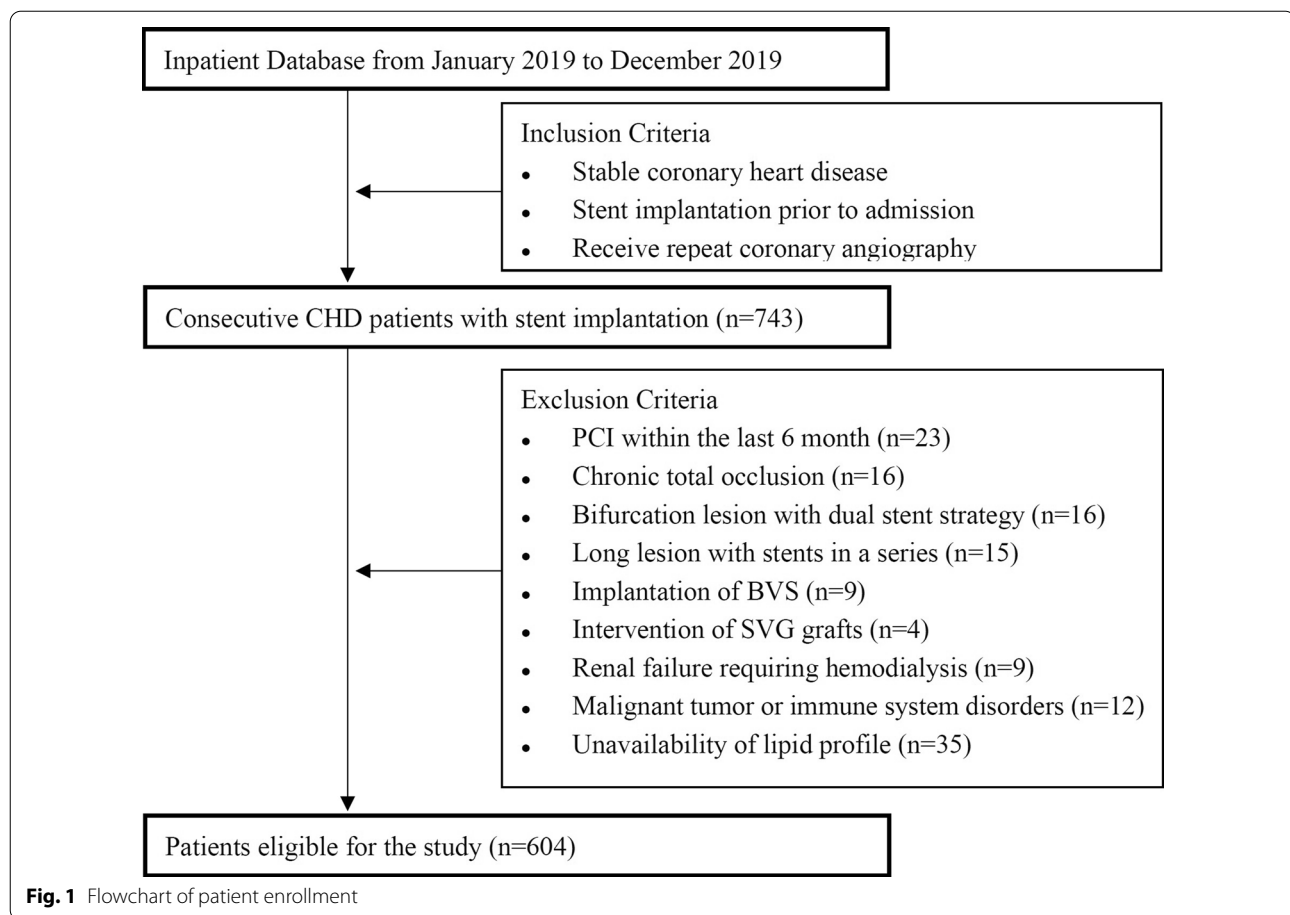 Inpatient Database from January 2019 to December 2019
Inclusion Criteria
• Stable coronary heart disease
• Stent implantation prior to admission
• Receive repeat coronary angiography
Consecutive CHD patients with stent implantation (n=743)
Exclusion Criteria
• PCI within the last 6 month (n=23)
• Chronic total occlusion (n=16)
• Bifurcation lesion with dual stent strategy (n=16)
• Long lesion with stents in a series (n=15)
• Implantation of BVS (n=9)
• Intervention of SVG grafts (n=4)
• Renal failure requiring hemodialysis (n=9)
• Malignant tumor or immune system disorders (n=12)
• Unavailability of lipid profile (n=35)
Patients eligible for the study (n=604)
Fig. 1 Flowchart of patient enrollment